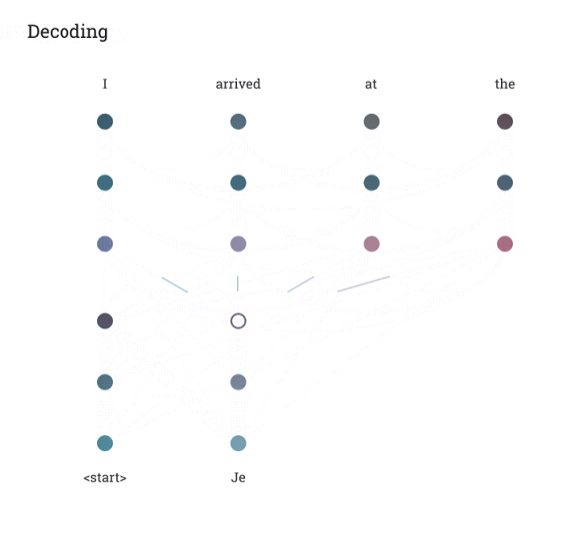 Decoding
I arrived at the
<start> Je